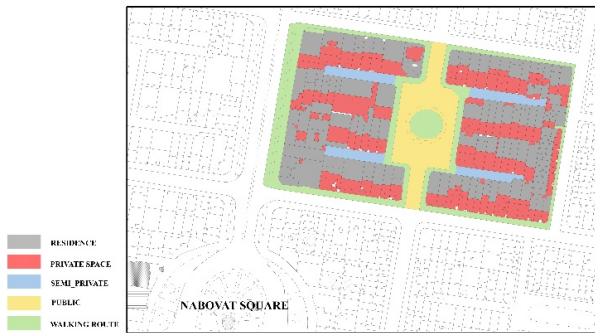 RESIDENCE
PRIVATE SPACE
SEMI_PRIVATE
PUBLIC
WALKING ROUTE
NABOVAT SQUARE